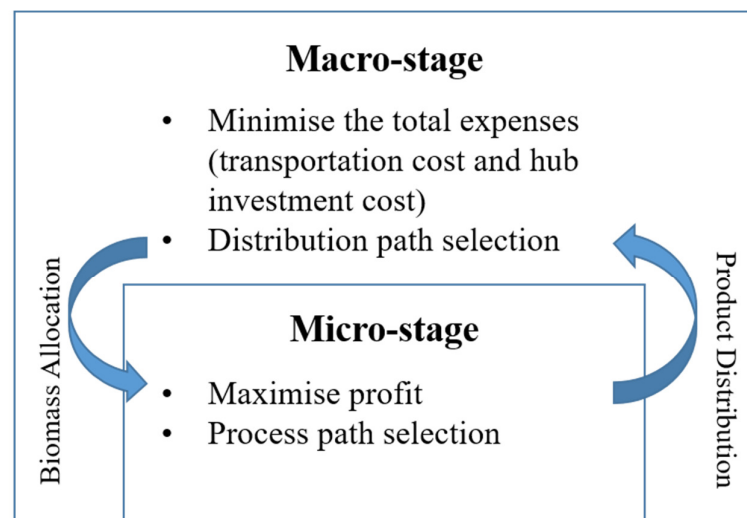 Macro-stage
• Minimise the total expenses
(transportation cost and hub
investment cost)
• Distribution path selection
Biomass Allocation
Product Distribution
Micro-stage
• Maximise profit
• Process path selection